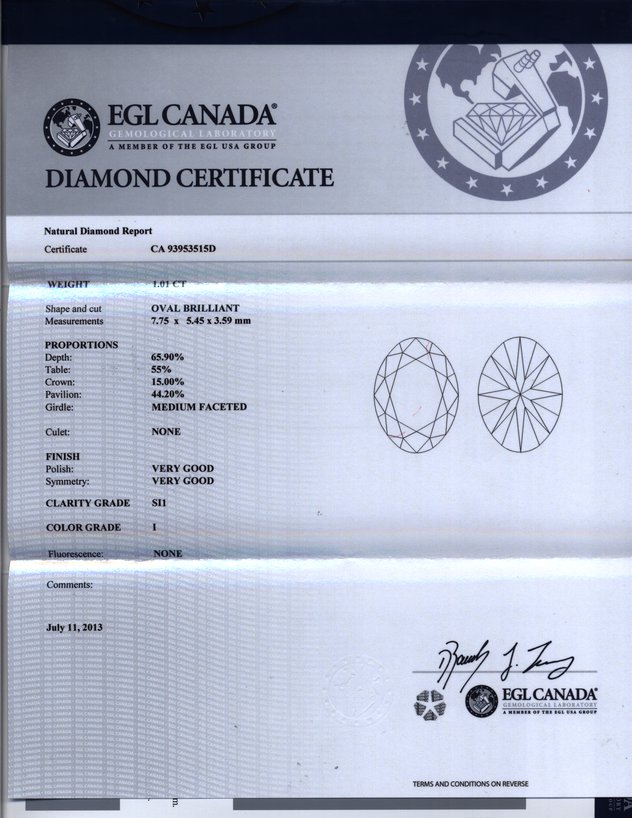 EGL CANADA®
GEMOLOGICAL LABORATORY
A MEMBER OF THE EGL USA GROUP
DIAMOND CERTIFICATE
Natural Diamond Report
Certificate CA 93953515D
WEIGHT 1.01 CT
Shape and cut OVAL BRILLIANT
Measurements 7.75 x 5.45 x 3.59 mm
PROPORTIONS
Depth: 65.90%
Table: 55%
Crown: 15.00%
Pavilion: 44.20%
Girdle: MEDIUM FACETED
Culet: NONE
FINISH
Polish: VERY GOOD
Symmetry: VERY GOOD
CLARITY GRADE SI1
COLOR GRADE I
Fluorescence: NONE
Comments:
July 11, 2013
EGL CANADA®
GEMOLOGICAL LABORATORY
A MEMBER OF THE EGL USA GROUP
TERMS AND CONDITIONS ON REVERSE